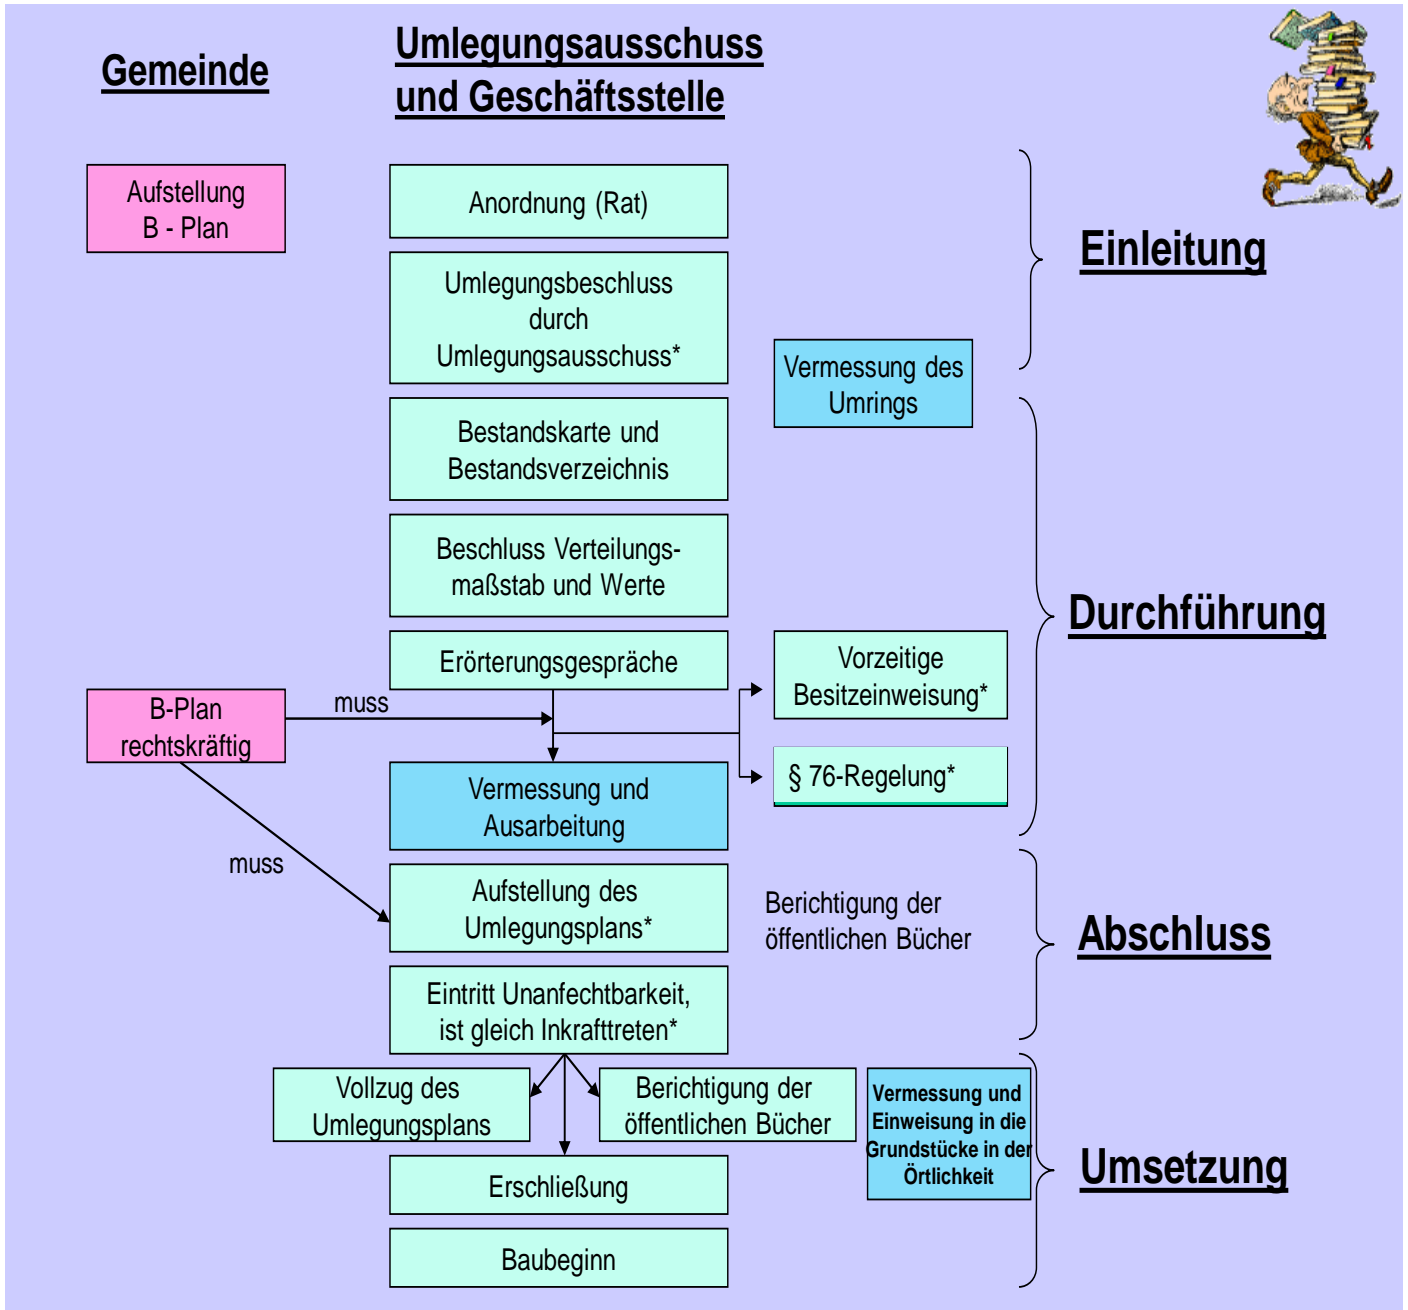 Gemeinde
Umlegungsausschuss
und Geschäftsstelle
Aufstellung
B - Plan
Anordnung (Rat)
Einleitung
Umlegungsbeschluss
durch
Umlegungsausschuss*
Vermessung des
Umrings
Bestandskarte und
Bestandsverzeichnis
Beschluss Verteilungs-
maßstab und Werte
Durchführung
Erörterungsgespräche
Vorzeitige
Besitzeinweisung*
B-Plan
rechtskräftig
muss
§ 76-Regelung*
Vermessung und
Ausarbeitung
muss
Aufstellung des
Umlegungsplans*
Berichtigung der
öffentlichen Bücher
Abschluss
Eintritt Unanfechtbarkeit,
ist gleich Inkrafttreten*
Vollzug des
Umlegungsplans
Berichtigung der
öffentlichen Bücher
Vermessung und
Einweisung in die
Grundstücke in der
Örtlichkeit
Umsetzung
Erschließung
Baubeginn